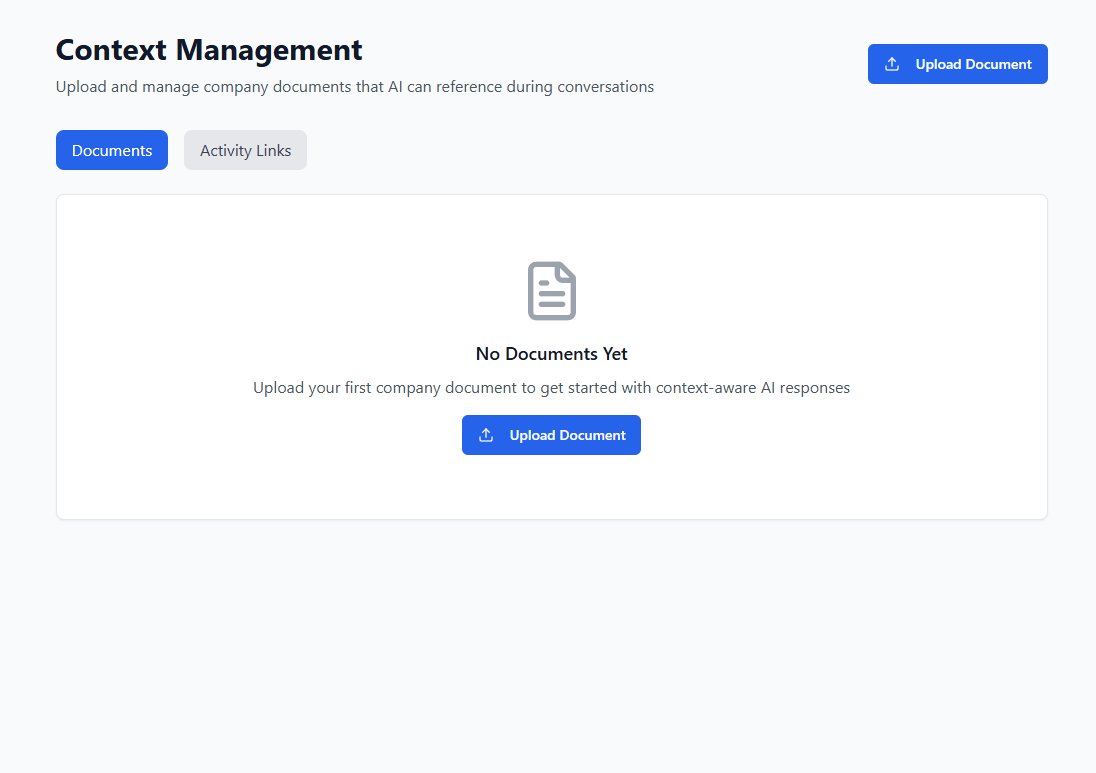 Context Management
Upload and manage company documents that AI can reference during conversations
Upload Document
Documents
Activity Links
No Documents Yet
Upload your first company document to get started with context-aware AI responses
Upload Document